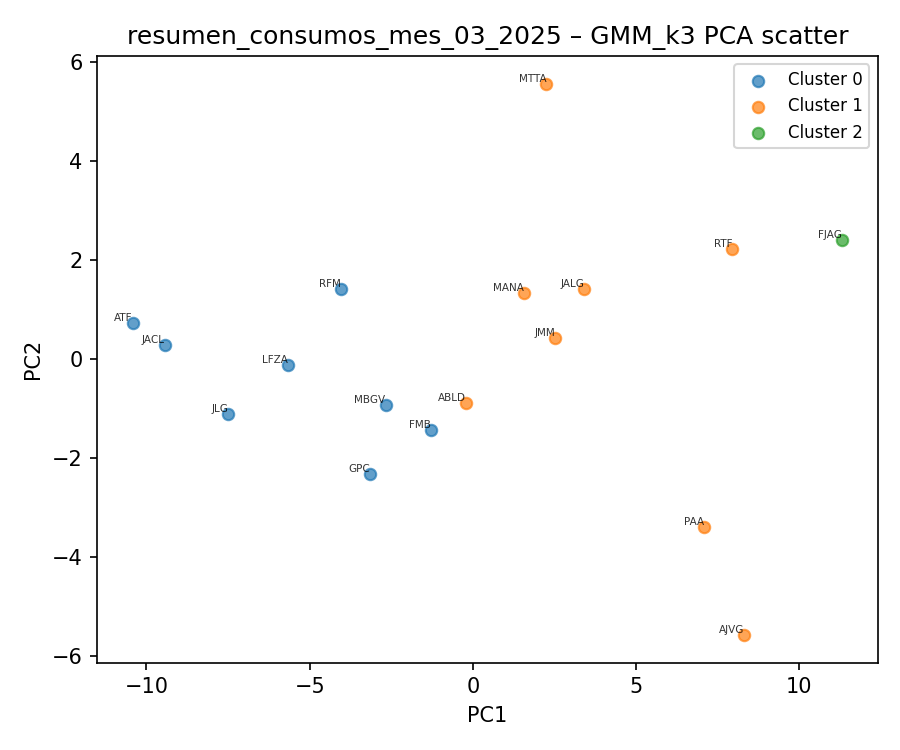 resumen_consumos_mes_03_2025 – GMM_k3 PCA scatter
Cluster 0
Cluster 1
Cluster 2
6
4
2
0
−2
−4
−6
PC2
MTTA
FJAG
RTF
RFM
MANA
JALG
ATF
JACL
JMM
LFZA
MBGV
ABLD
JLG
FMB
GPC
PAA
AJVG
−10
−5
0
5
10
PC1